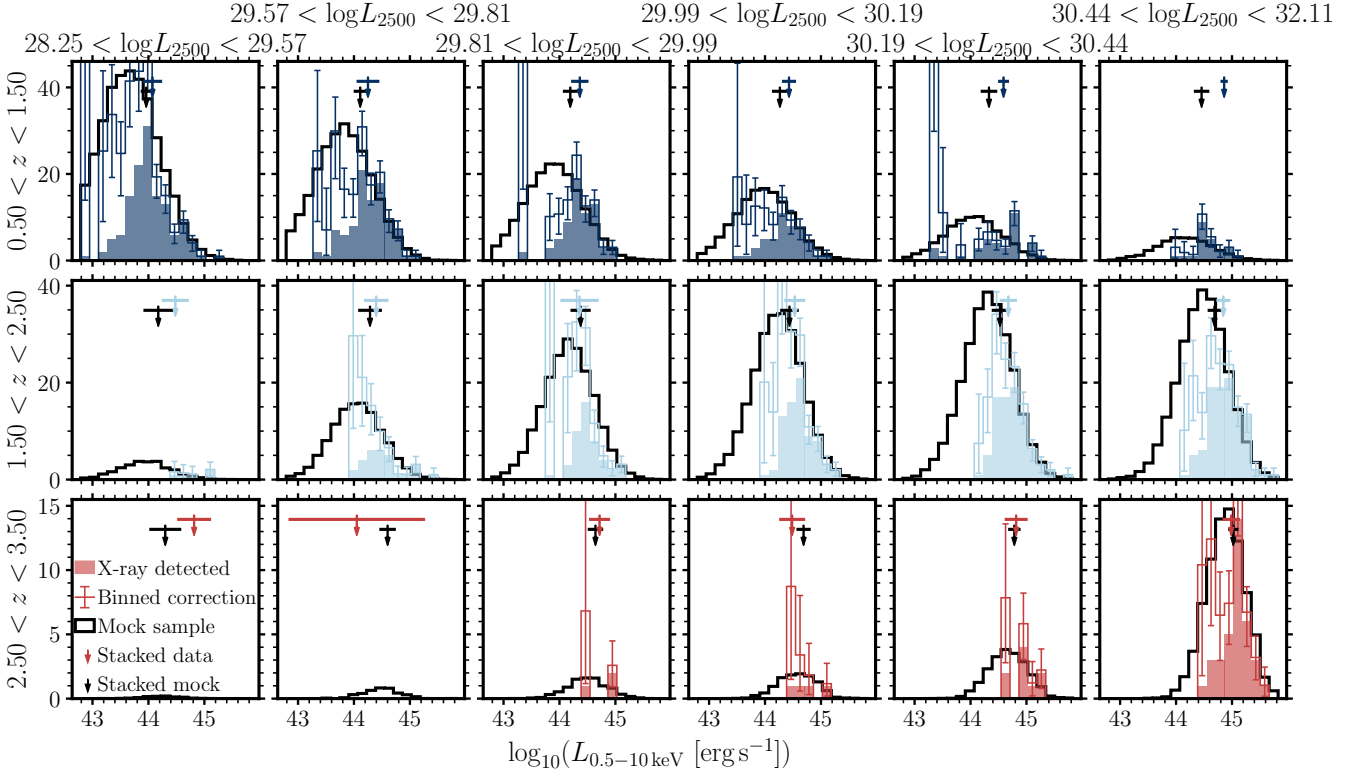 29.57 < logL2500 < 29.81
29.99 < logL2500 < 30.19
30.44 < logL2500 < 32.11
28.25 < logL2500 < 29.57
29.81 < logL2500 < 29.99
30.19 < logL2500 < 30.44
0.50 < z < 1.50
40
20
0
1.50 < z < 2.50
40
20
0
2.50 < z < 3.50
15
10
5
0
X-ray detected
Binned correction
Mock sample
Stacked data
Stacked mock
43 44 45 43 44 45 43 44 45 43 44 45 43 44 45 43 44 45
log10(L0.5−10 keV [erg s−1])